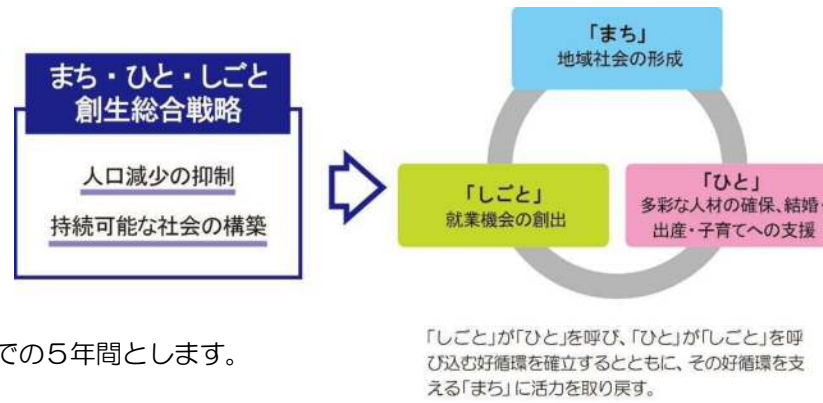 まち・ひと・しごと
創生総合戦略
人口減少の抑制
持続可能な社会の構築
「まち」
地域社会の形成
「しごと」
就業機会の創出
「ひと」
多彩な人材の確保、結婚・
出産・子育てへの支援
での５年間とします。
「しごと」が「ひと」を呼び、「ひと」が「しごと」を呼
び込む好循環を確立するとともに、その好循環を支
える「まち」に活力を取り戻す。